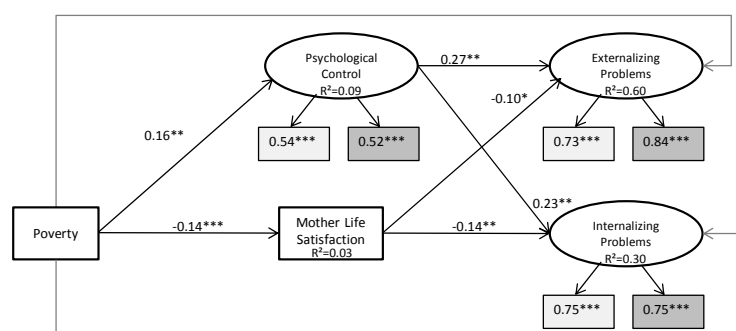 Psychological
Control
R²=0.09
0.27**
Externalizing
Problems
R²=0.60
-0.10*
0.16**
0.54***
0.52***
0.73***
0.84***
0.23**
Poverty
-0.14***
Mother Life
Satisfaction
R²=0.03
-0.14**
Internalizing
Problems
R²=0.30
0.75***
0.75***